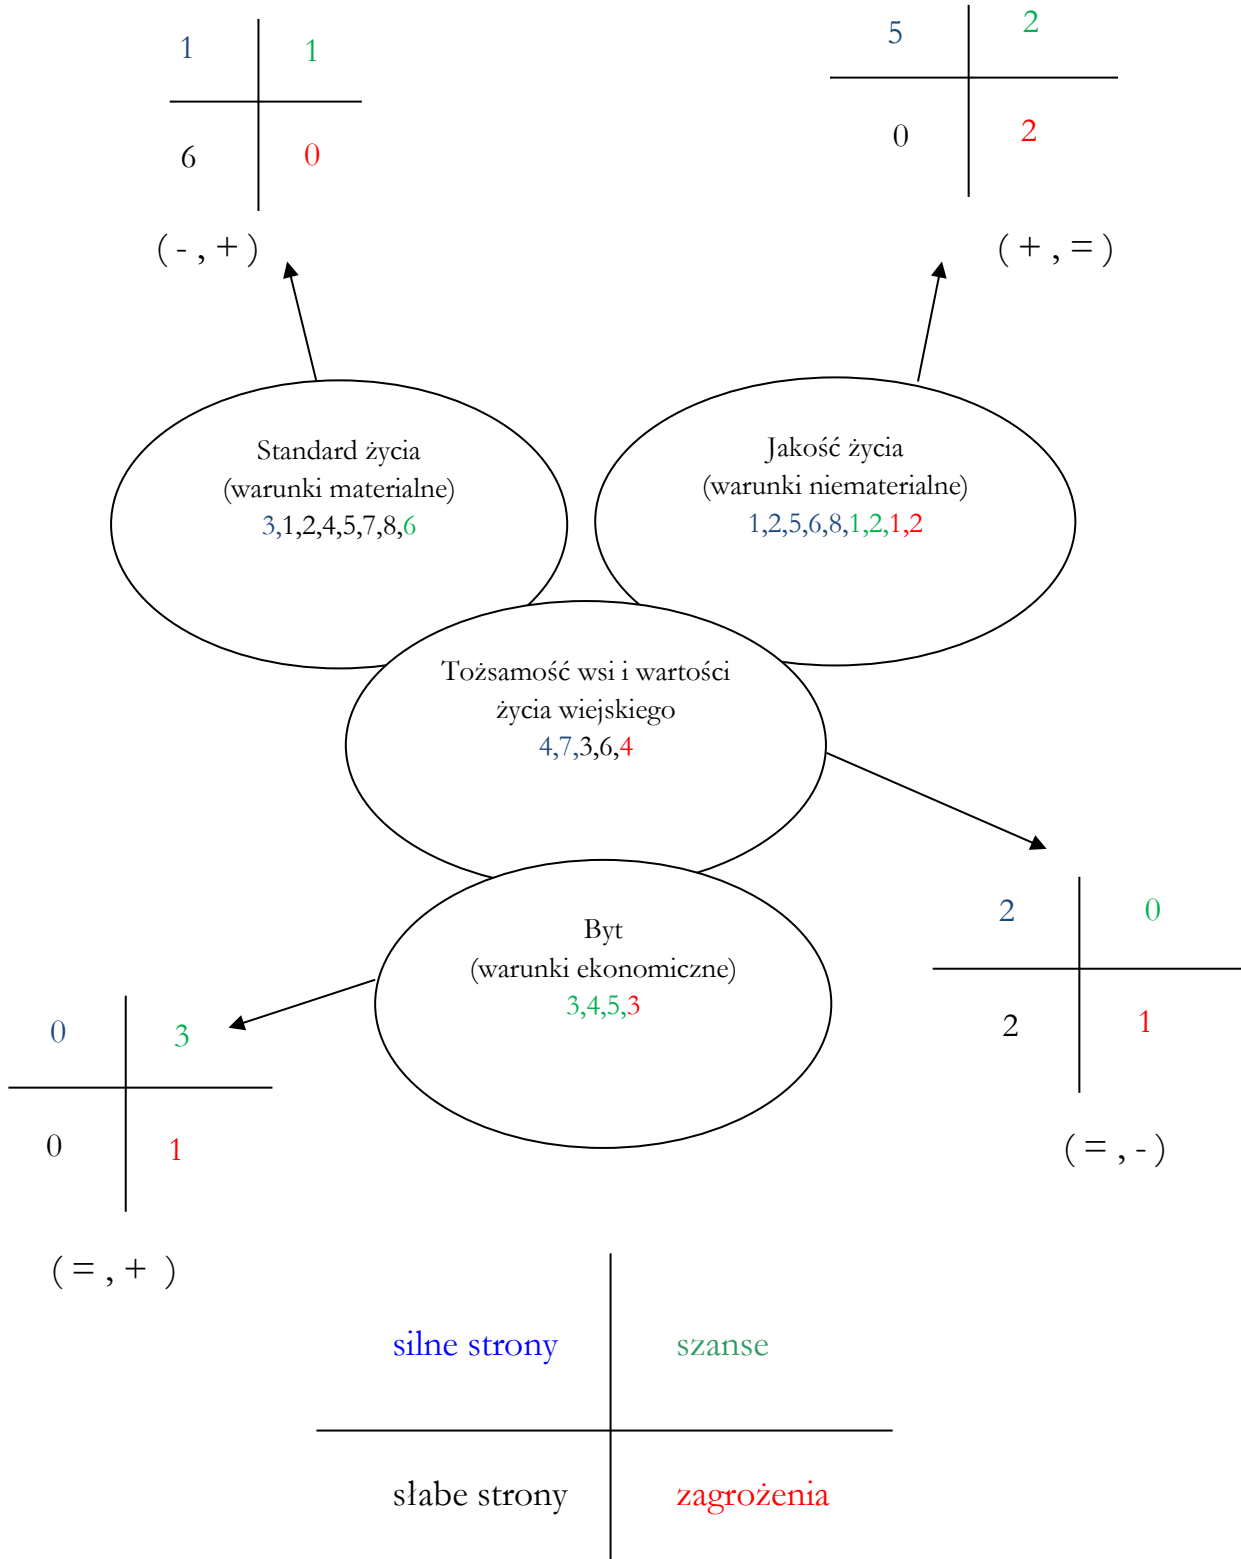 1 1
6 0
( - , + )
5 2
0 2
( + , = )
Standard życia
(warunki materialne)
3,1,2,4,5,7,8,6
Jakość życia
(warunki niematerialne)
1,2,5,6,8,1,2,1,2
Tożsamość wsi i wartości
życia wiejskiego
4,7,3,6,4
Byt
(warunki ekonomiczne)
3,4,5,3
2 0
2 1
( = , - )
0 3
0 1
( = , + )
silne strony szanse
słabe strony zagrożenia